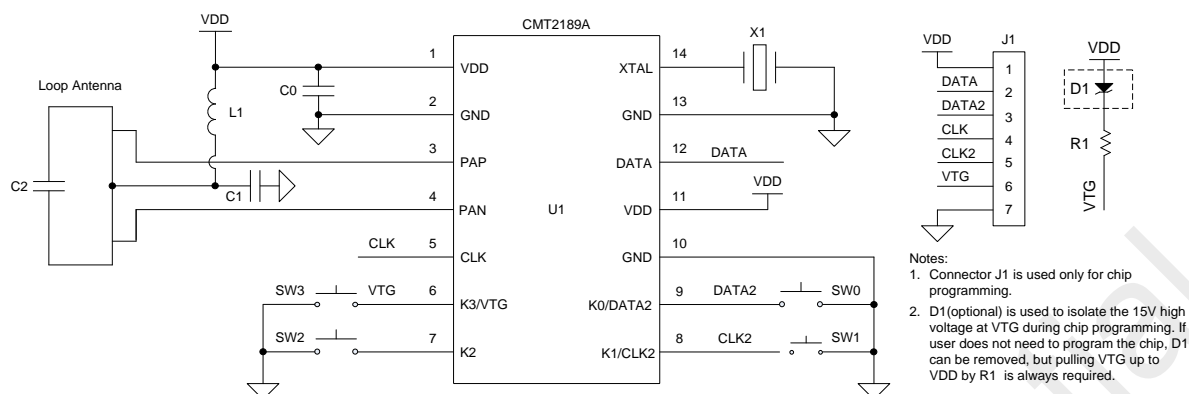 CMT2189A
VDD
Loop Antenna
L1
C0
C1
C2
1
VDD
2
GND
3
PAP
4
PAN
CLK
5
CLK
SW3
VTG
6
K3/VTG
SW2
7
K2
U1
X1
XTAL
14
GND
13
DATA
12
DATA
VDD
VDD
11
GND
10
K0/DATA2
9
DATA2
SW0
K1/CLK2
8
CLK2
SW1
J1
VDD
1
DATA
2
DATA2
3
CLK
4
CLK2
5
VTG
6
7
VDD
D1
R1
VTG
Notes:
1. Connector J1 is used only for chip
programming.
2. D1(optional) is used to isolate the 15V high
voltage at VTG during chip programming. If
user does not need to program the chip, D1
can be removed, but pulling VTG up to
VDD by R1 is always required.